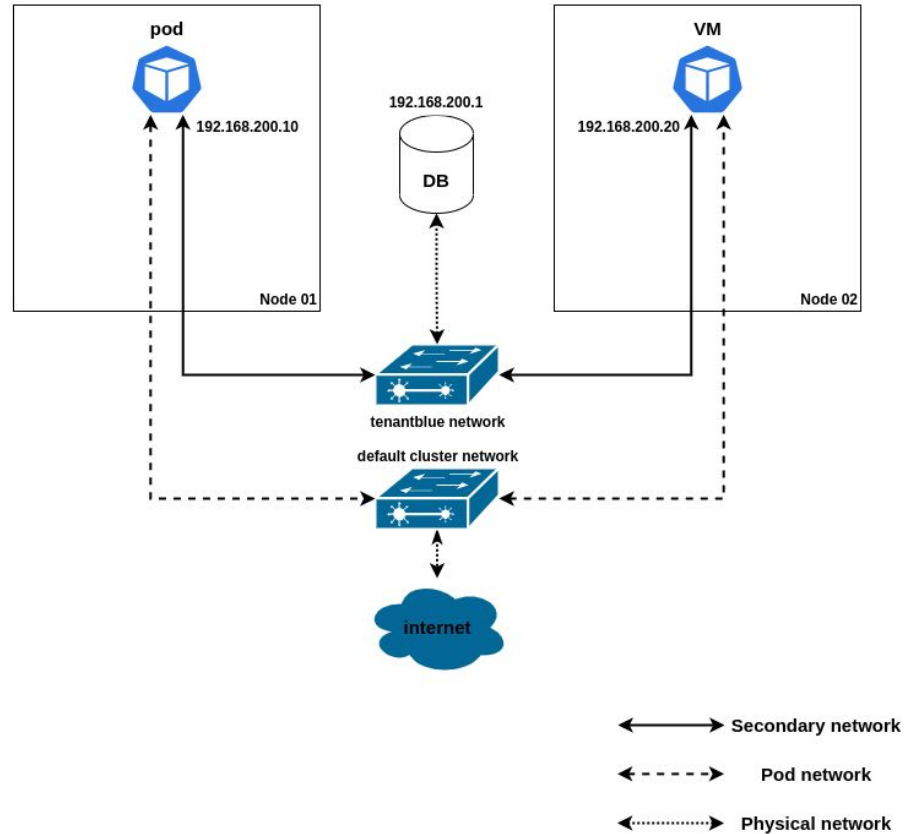 pod
VM
192.168.200.1
192.168.200.10
192.168.200.20
DB
Node 01
Node 02
tenantblue network
default cluster network
internet
Secondary network
Pod network
Physical network